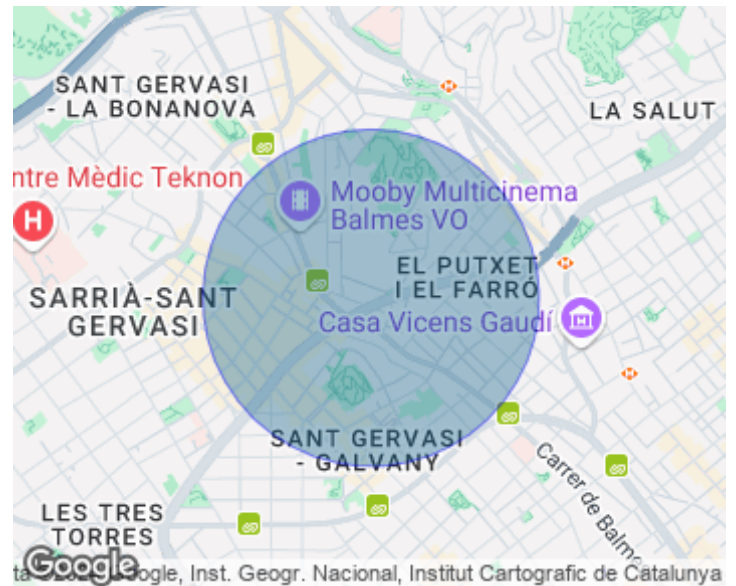 SANT GERVASI
- LA BONANOVA
LA SALUT
ntre Mèdic Teknon
H
Mooby Multicinema
Balmes VO
EL PUTXET
I EL FARRÓ
SARRIÀ-SANT
GERVASI
Casa Vicens Gaudí
SANT GERVASI
- GALVANY
Carrer de Balme
LES TRES
TORRES
Google
Google, Inst. Geogr. Nacional, Institut Cartografic de Catalunya